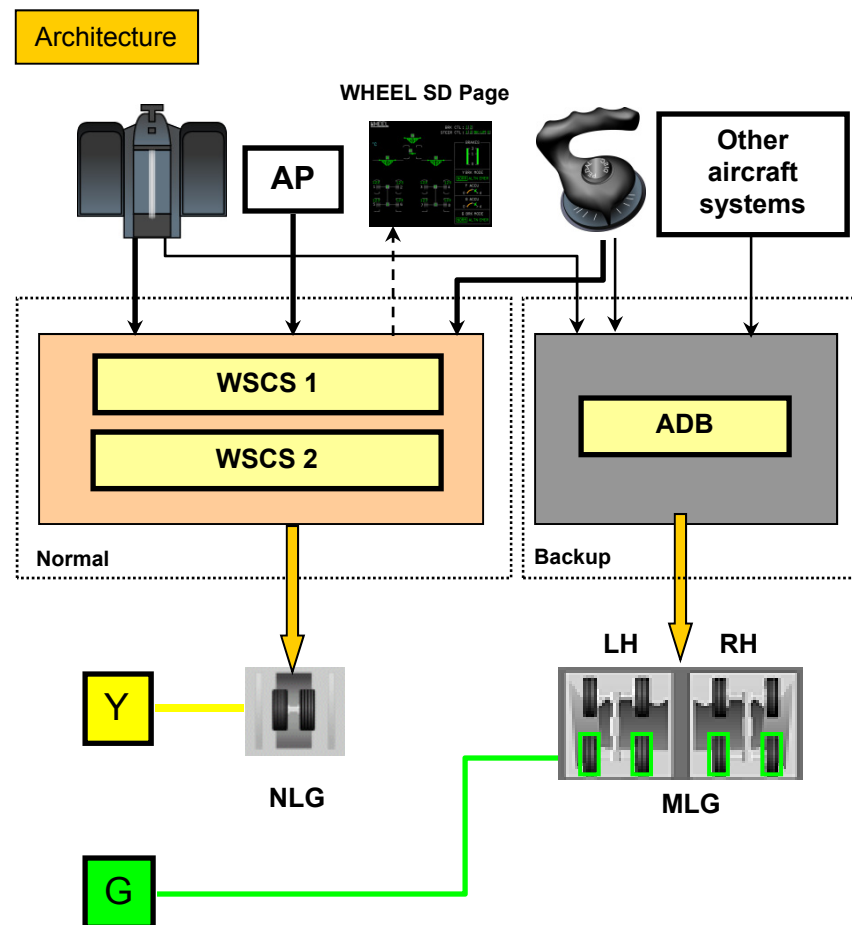 Architecture
WHEEL SD Page
WHEEL
AP
Other
aircraft
systems
WSCS 1
WSCS 2
ADB
Normal
Backup
LH
RH
Y
NLG
MLG
G